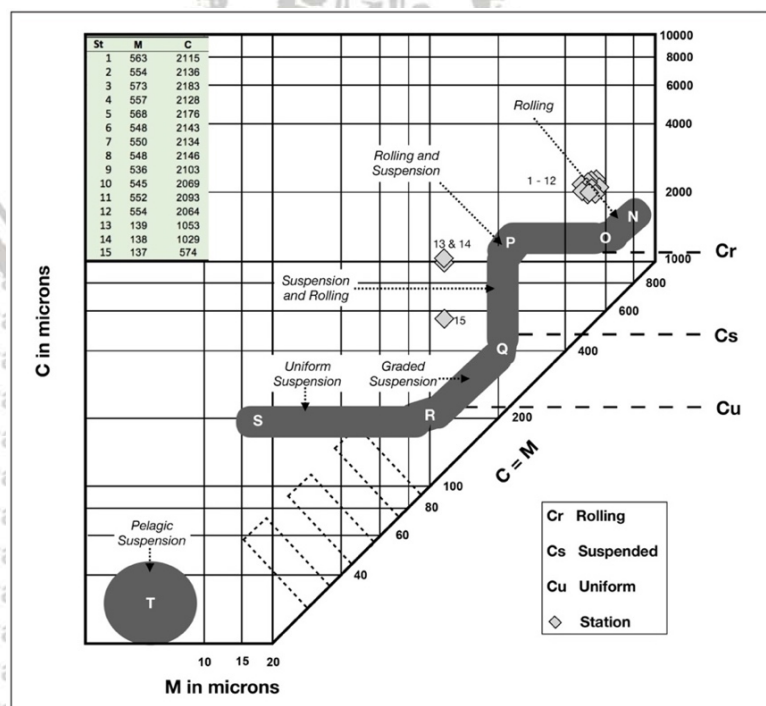 St M C
1 563 2115
2 554 2136
3 573 2183
4 557 2128
5 568 2176
6 548 2143
7 550 2134
8 548 2146
9 536 2103
10 545 2069
11 552 2093
12 554 2064
13 139 1053
14 138 1029
15 137 574
10000
8000
6000
4000
2000
1000
800
600
400
200
100
80
60
40
Rolling
Rolling and
Suspension
1 - 12
N
O
P
13 & 14
Cr
Suspension
and Rolling
15
Cs
Q
Uniform
Suspension
Graded
Suspension
Cu
S
R
C = M
Pelagic
Suspension
T
C in microns
10 15 20
M in microns
Cr Rolling
Cs Suspended
Cu Uniform
Station